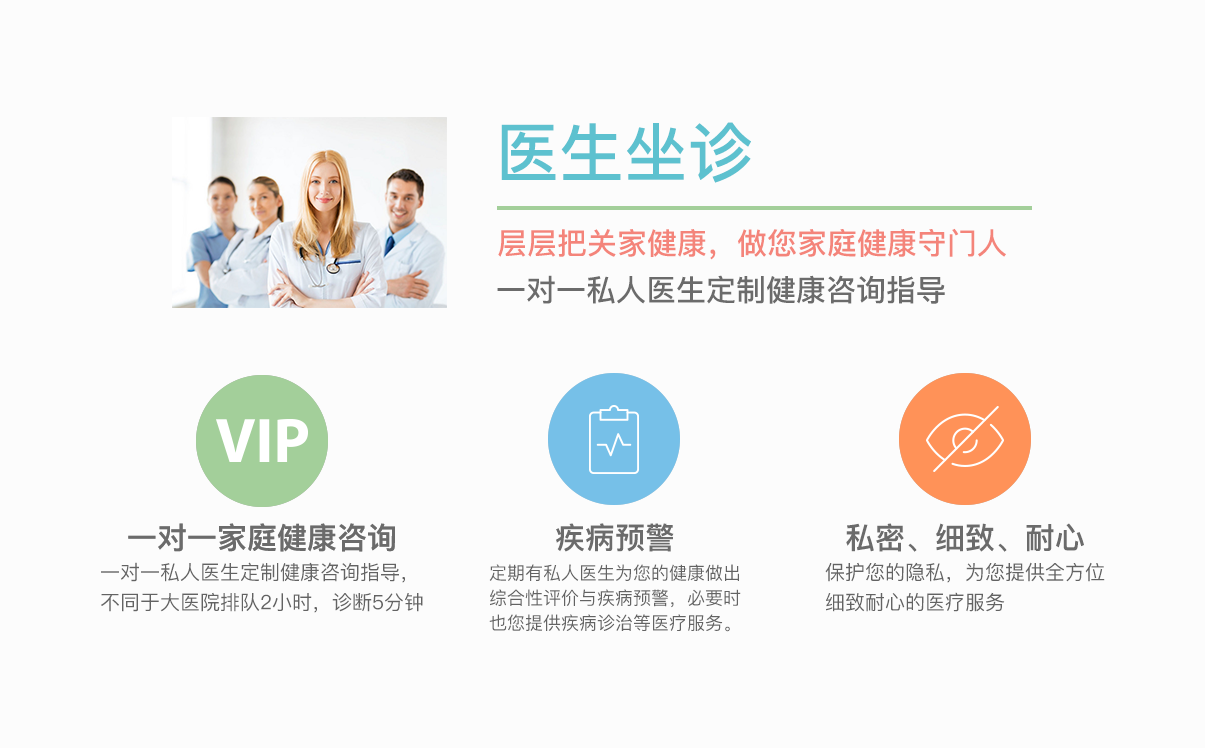 医生坐诊
层层把关家健康，做您家庭健康守门人
一对一私人医生定制健康咨询指导
VIP
一对一家庭健康咨询
一对一私人医生定制健康咨询指导，
不同于大医院排队2小时，诊断5分钟
疾病预警
定期有私人医生为您的健康做出
综合性评价与疾病预警，必要时
也您提供疾病诊治等医疗服务。
私密、细致、耐心
保护您的隐私，为您提供全方位
细致耐心的医疗服务